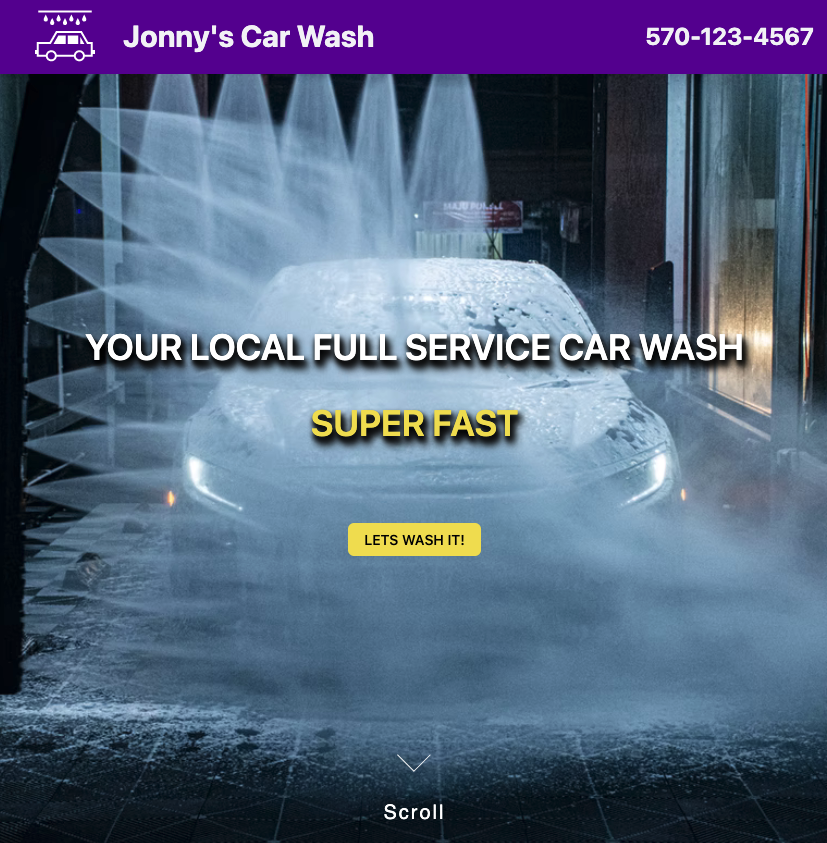 Jonny's Car Wash
570-123-4567
YOUR LOCAL FULL SERVICE CAR WASH
SUPER FAST
LETS WASH IT!
Scroll